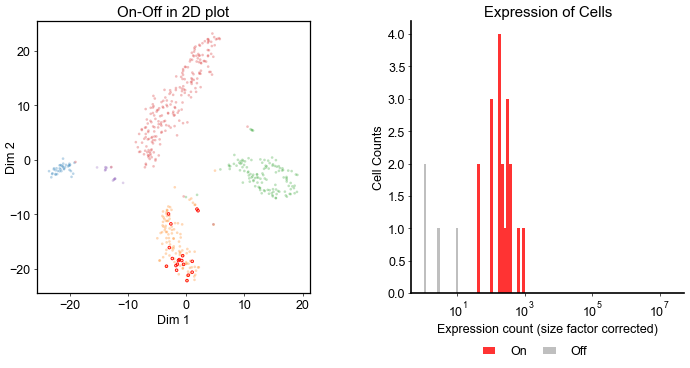 On-Off in 2D plot
Dim 2
20
10
0
−10
−20
−20 −10 0 10 20
Dim 1
Expression of Cells
Cell Counts
4.0
3.5
3.0
2.5
2.0
1.5
1.0
0.5
0.0
10^1 10^3 10^5 10^7
Expression count (size factor corrected)
On Off